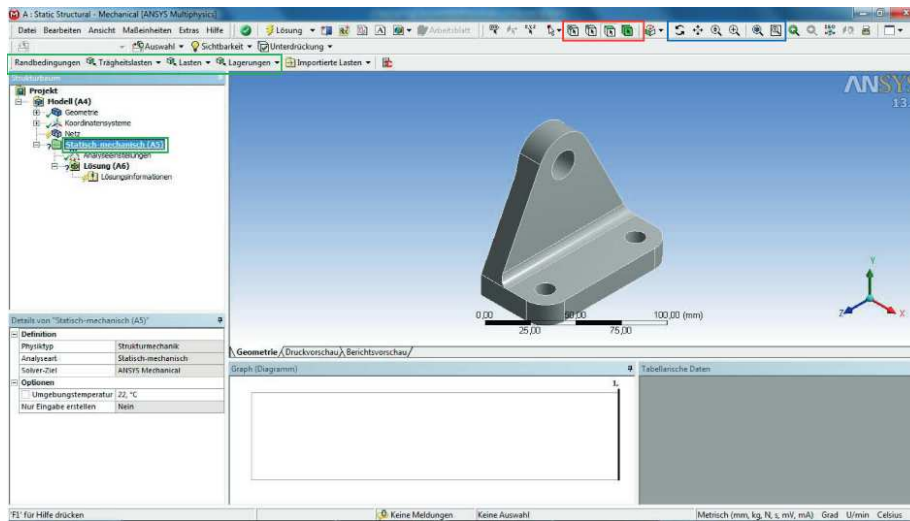 A : Static Structural - Mechanical [ANSYS Multiphysics]
Datei Bearbeiten Ansicht Maßeinheiten Extras Hilfe Lösung Arbeitsblatt
Auswahl Sichtbarkeit Unterdrückung
Randbedingungen Trägheitslasten Lasten Lagerungen Importierte Lasten
Strukturbaum
Projekt
Modell (A4)
Geometrie
Koordinatensysteme
Netz
Statisch-mechanisch (A5)
Analyseeinstellungen
Lösung (A6)
Lösungsinformationen
ANSYS
13.
Y
Z X
0,00 50,00 100,00 (mm)
25,00 75,00
Geometrie Druckvorschau Berichtsvorschau
Details von "Statisch-mechanisch (A5)"
Definition
Physiktyp Strukturmechanik
Analyseart Statisch-mechanisch
Solver-Ziel ANSYS Mechanical
Optionen
Umgebungstemperatur 22, °C
Nur Eingabe erstellen Nein
Graph (Diagramm)
1.
Tabellarische Daten
'F1' für Hilfe drücken Keine Meldungen Keine Auswahl Metrisch (mm, kg, N, s, mV, mA) Grad U/min Celsius